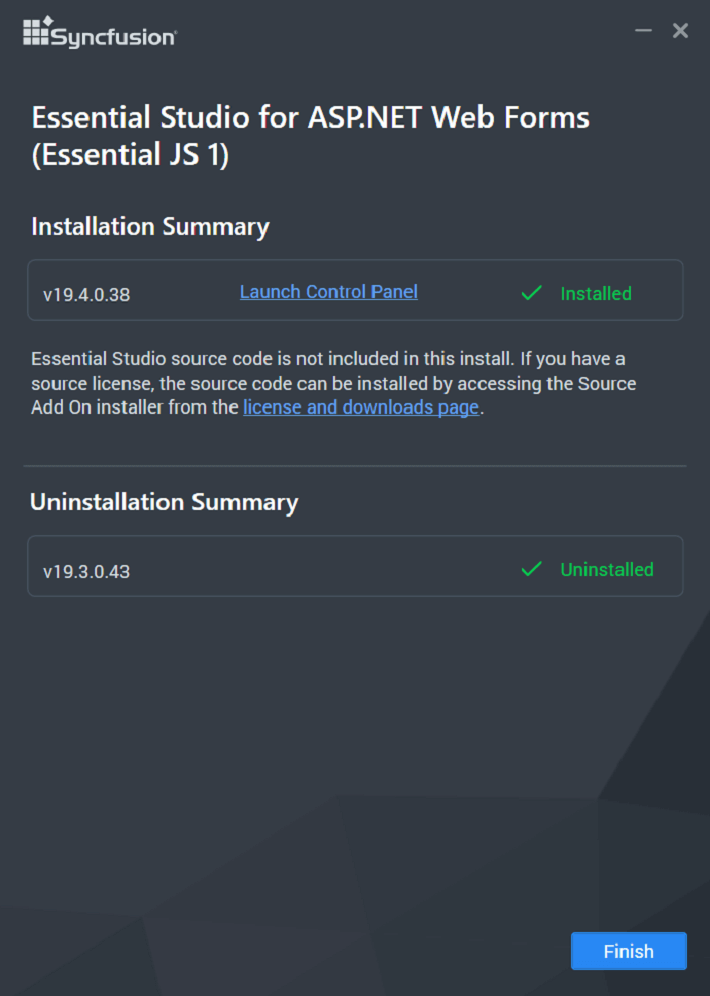 Syncfusion
Essential Studio for ASP.NET Web Forms
(Essential JS 1)
Installation Summary
v19.4.0.38 Launch Control Panel Installed
Essential Studio source code is not included in this install. If you have a
source license, the source code can be installed by accessing the Source
Add On installer from the license and downloads page.
Uninstallation Summary
v19.3.0.43 Uninstalled
Finish